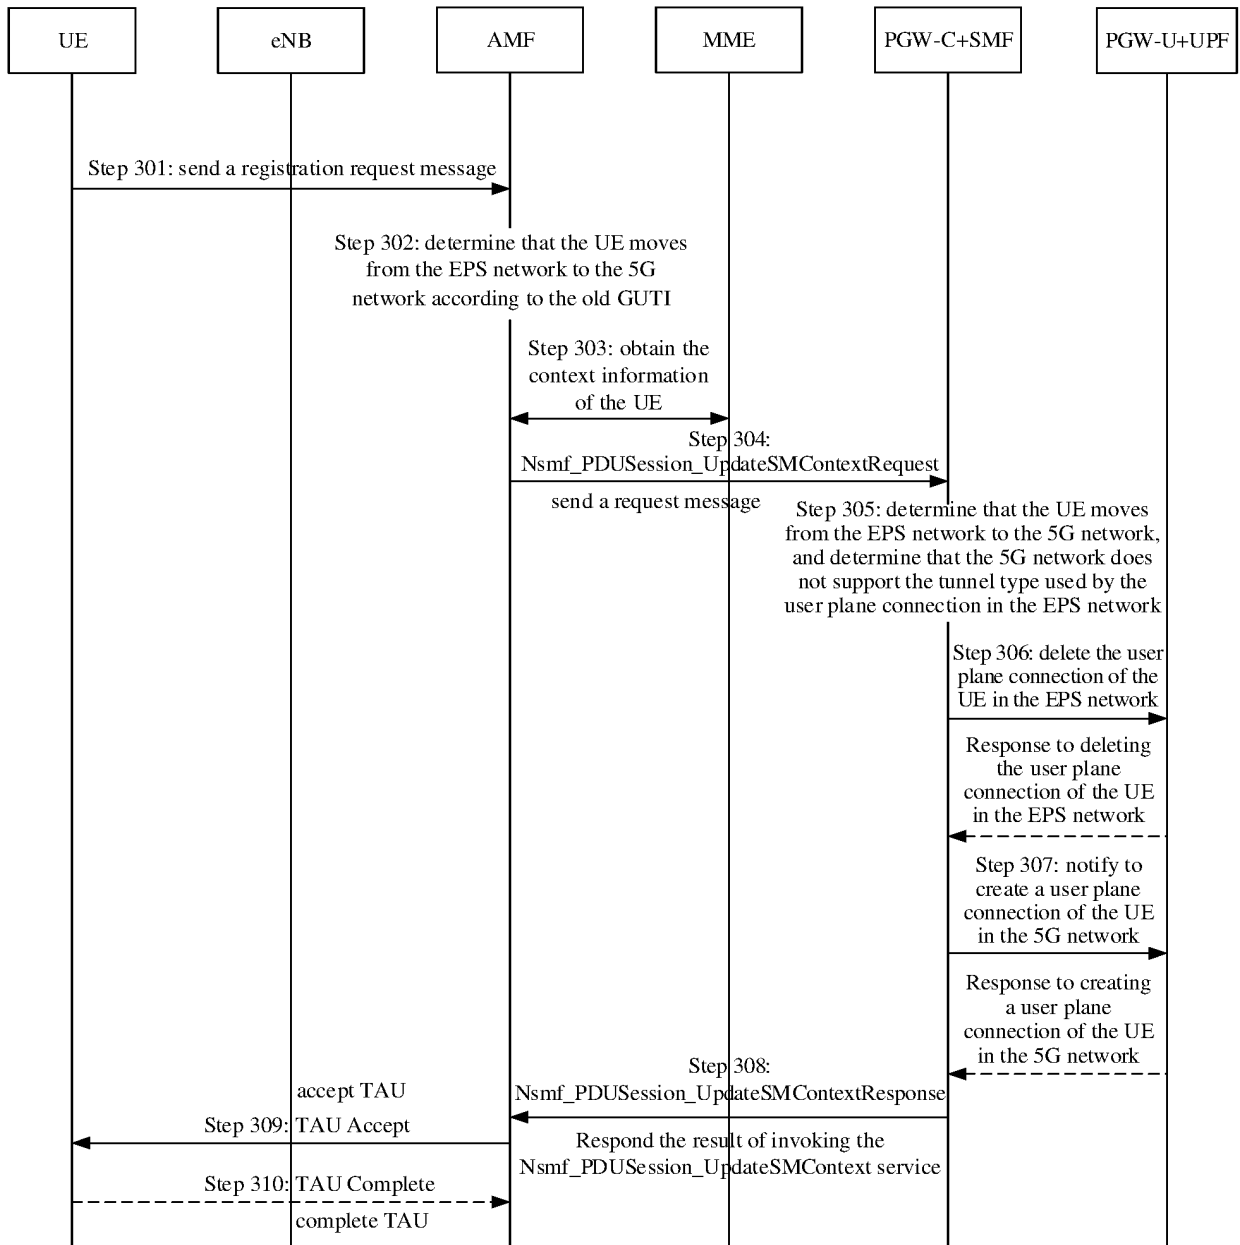 UE
eNB
AMF
MME
PGW-C+SMF
PGW-U+UPF
Step 301: send a registration request message
Step 302: determine that the UE moves
from the EPS network to the 5G
network according to the old GUTI
Step 303: obtain the
context information
of the UE
Step 304:
Nsmf_PDUSession_UpdateSMContextRequest
send a request message
Step 305: determine that the UE moves
from the EPS network to the 5G network,
and determine that the 5G network does
not support the tunnel type used by the
user plane connection in the EPS network
Step 306: delete the user
plane connection of the
UE in the EPS network
Response to deleting
the user plane
connection of the UE
in the EPS network
Step 307: notify to
create a user plane
connection of the UE
in the 5G network
Response to creating
a user plane
connection of the UE
in the 5G network
Step 308:
Nsmf_PDUSession_UpdateSMContextResponse
Respond the result of invoking the
Nsmf_PDUSession_UpdateSMContext service
accept TAU
Step 309: TAU Accept
Step 310: TAU Complete
complete TAU